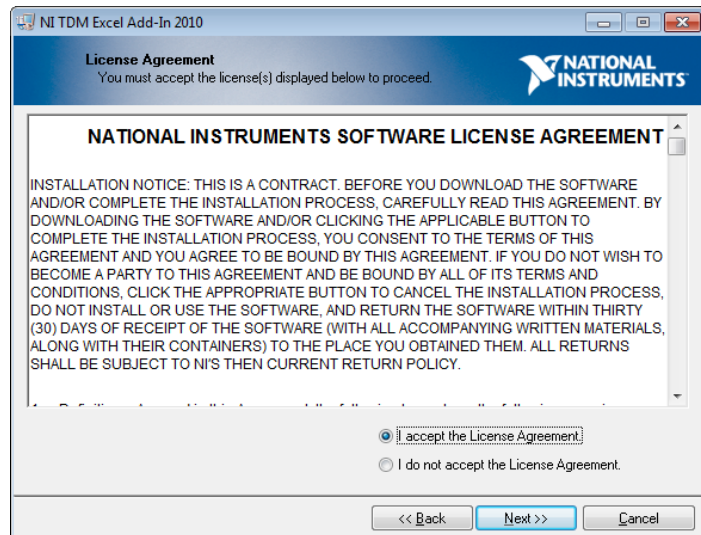 NI TDM Excel Add-In 2010
License Agreement
You must accept the license(s) displayed below to proceed.
NATIONAL
INSTRUMENTS
NATIONAL INSTRUMENTS SOFTWARE LICENSE AGREEMENT
INSTALLATION NOTICE: THIS IS A CONTRACT. BEFORE YOU DOWNLOAD THE SOFTWARE
AND/OR COMPLETE THE INSTALLATION PROCESS, CAREFULLY READ THIS AGREEMENT. BY
DOWNLOADING THE SOFTWARE AND/OR CLICKING THE APPLICABLE BUTTON TO
COMPLETE THE INSTALLATION PROCESS, YOU CONSENT TO THE TERMS OF THIS
AGREEMENT AND YOU AGREE TO BE BOUND BY THIS AGREEMENT. IF YOU DO NOT WISH TO
BECOME A PARTY TO THIS AGREEMENT AND BE BOUND BY ALL OF ITS TERMS AND
CONDITIONS, CLICK THE APPROPRIATE BUTTON TO CANCEL THE INSTALLATION PROCESS,
DO NOT INSTALL OR USE THE SOFTWARE, AND RETURN THE SOFTWARE WITHIN THIRTY
(30) DAYS OF RECEIPT OF THE SOFTWARE (WITH ALL ACCOMPANYING WRITTEN MATERIALS,
ALONG WITH THEIR CONTAINERS) TO THE PLACE YOU OBTAINED THEM. ALL RETURNS
SHALL BE SUBJECT TO NI'S THEN CURRENT RETURN POLICY.
I accept the License Agreement.
I do not accept the License Agreement.
<< Back
Next >>
Cancel